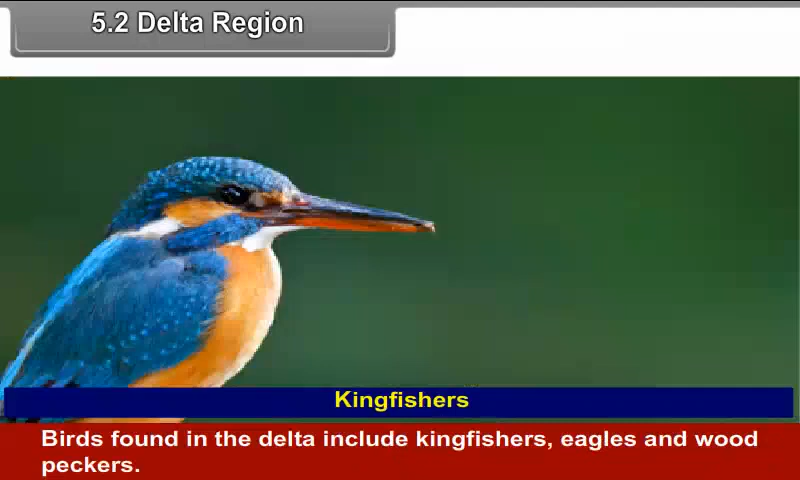 5.2 Delta Region
Kingfishers
Birds found in the delta include kingfishers, eagles and wood
peckers.